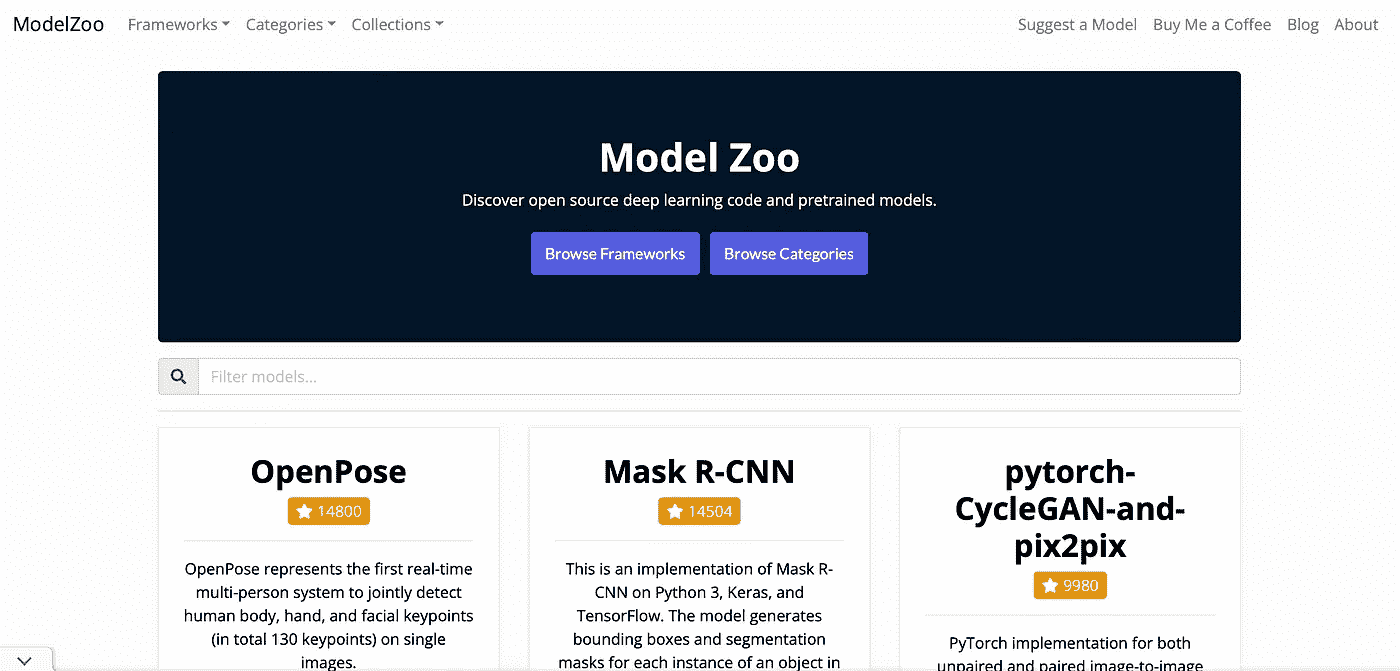 ModelZoo Frameworks Categories Collections Suggest a Model Buy Me a Coffee Blog About
Model Zoo
Discover open source deep learning code and pretrained models.
Browse Frameworks Browse Categories
Filter models...
OpenPose
14800
OpenPose represents the first real-time
multi-person system to jointly detect
human body, hand, and facial keypoints
(in total 130 keypoints) on single
images.
Mask R-CNN
14504
This is an implementation of Mask R-
CNN on Python 3, Keras, and
TensorFlow. The model generates
bounding boxes and segmentation
masks for each instance of an object in
pytorch-
CycleGAN-and-
pix2pix
9980
PyTorch implementation for both
unpaired and paired image-to-image